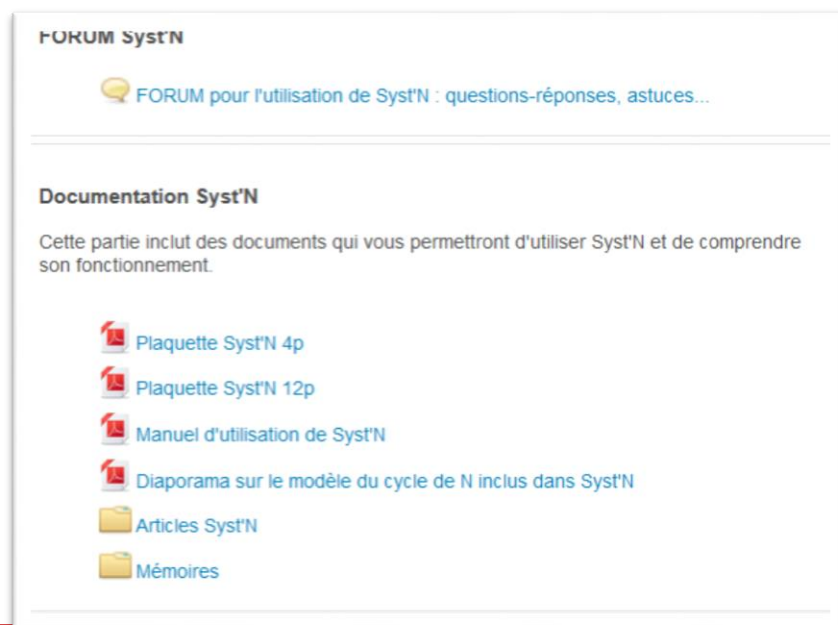 FORUM Syst'N
FORUM pour l'utilisation de Syst'N : questions-réponses, astuces...
Documentation Syst'N
Cette partie inclut des documents qui vous permettront d'utiliser Syst'N et de comprendre
son fonctionnement.
Plaquette Syst'N 4p
Plaquette Syst'N 12p
Manuel d'utilisation de Syst'N
Diaporama sur le modèle du cycle de N inclus dans Syst'N
Articles Syst'N
Mémoires